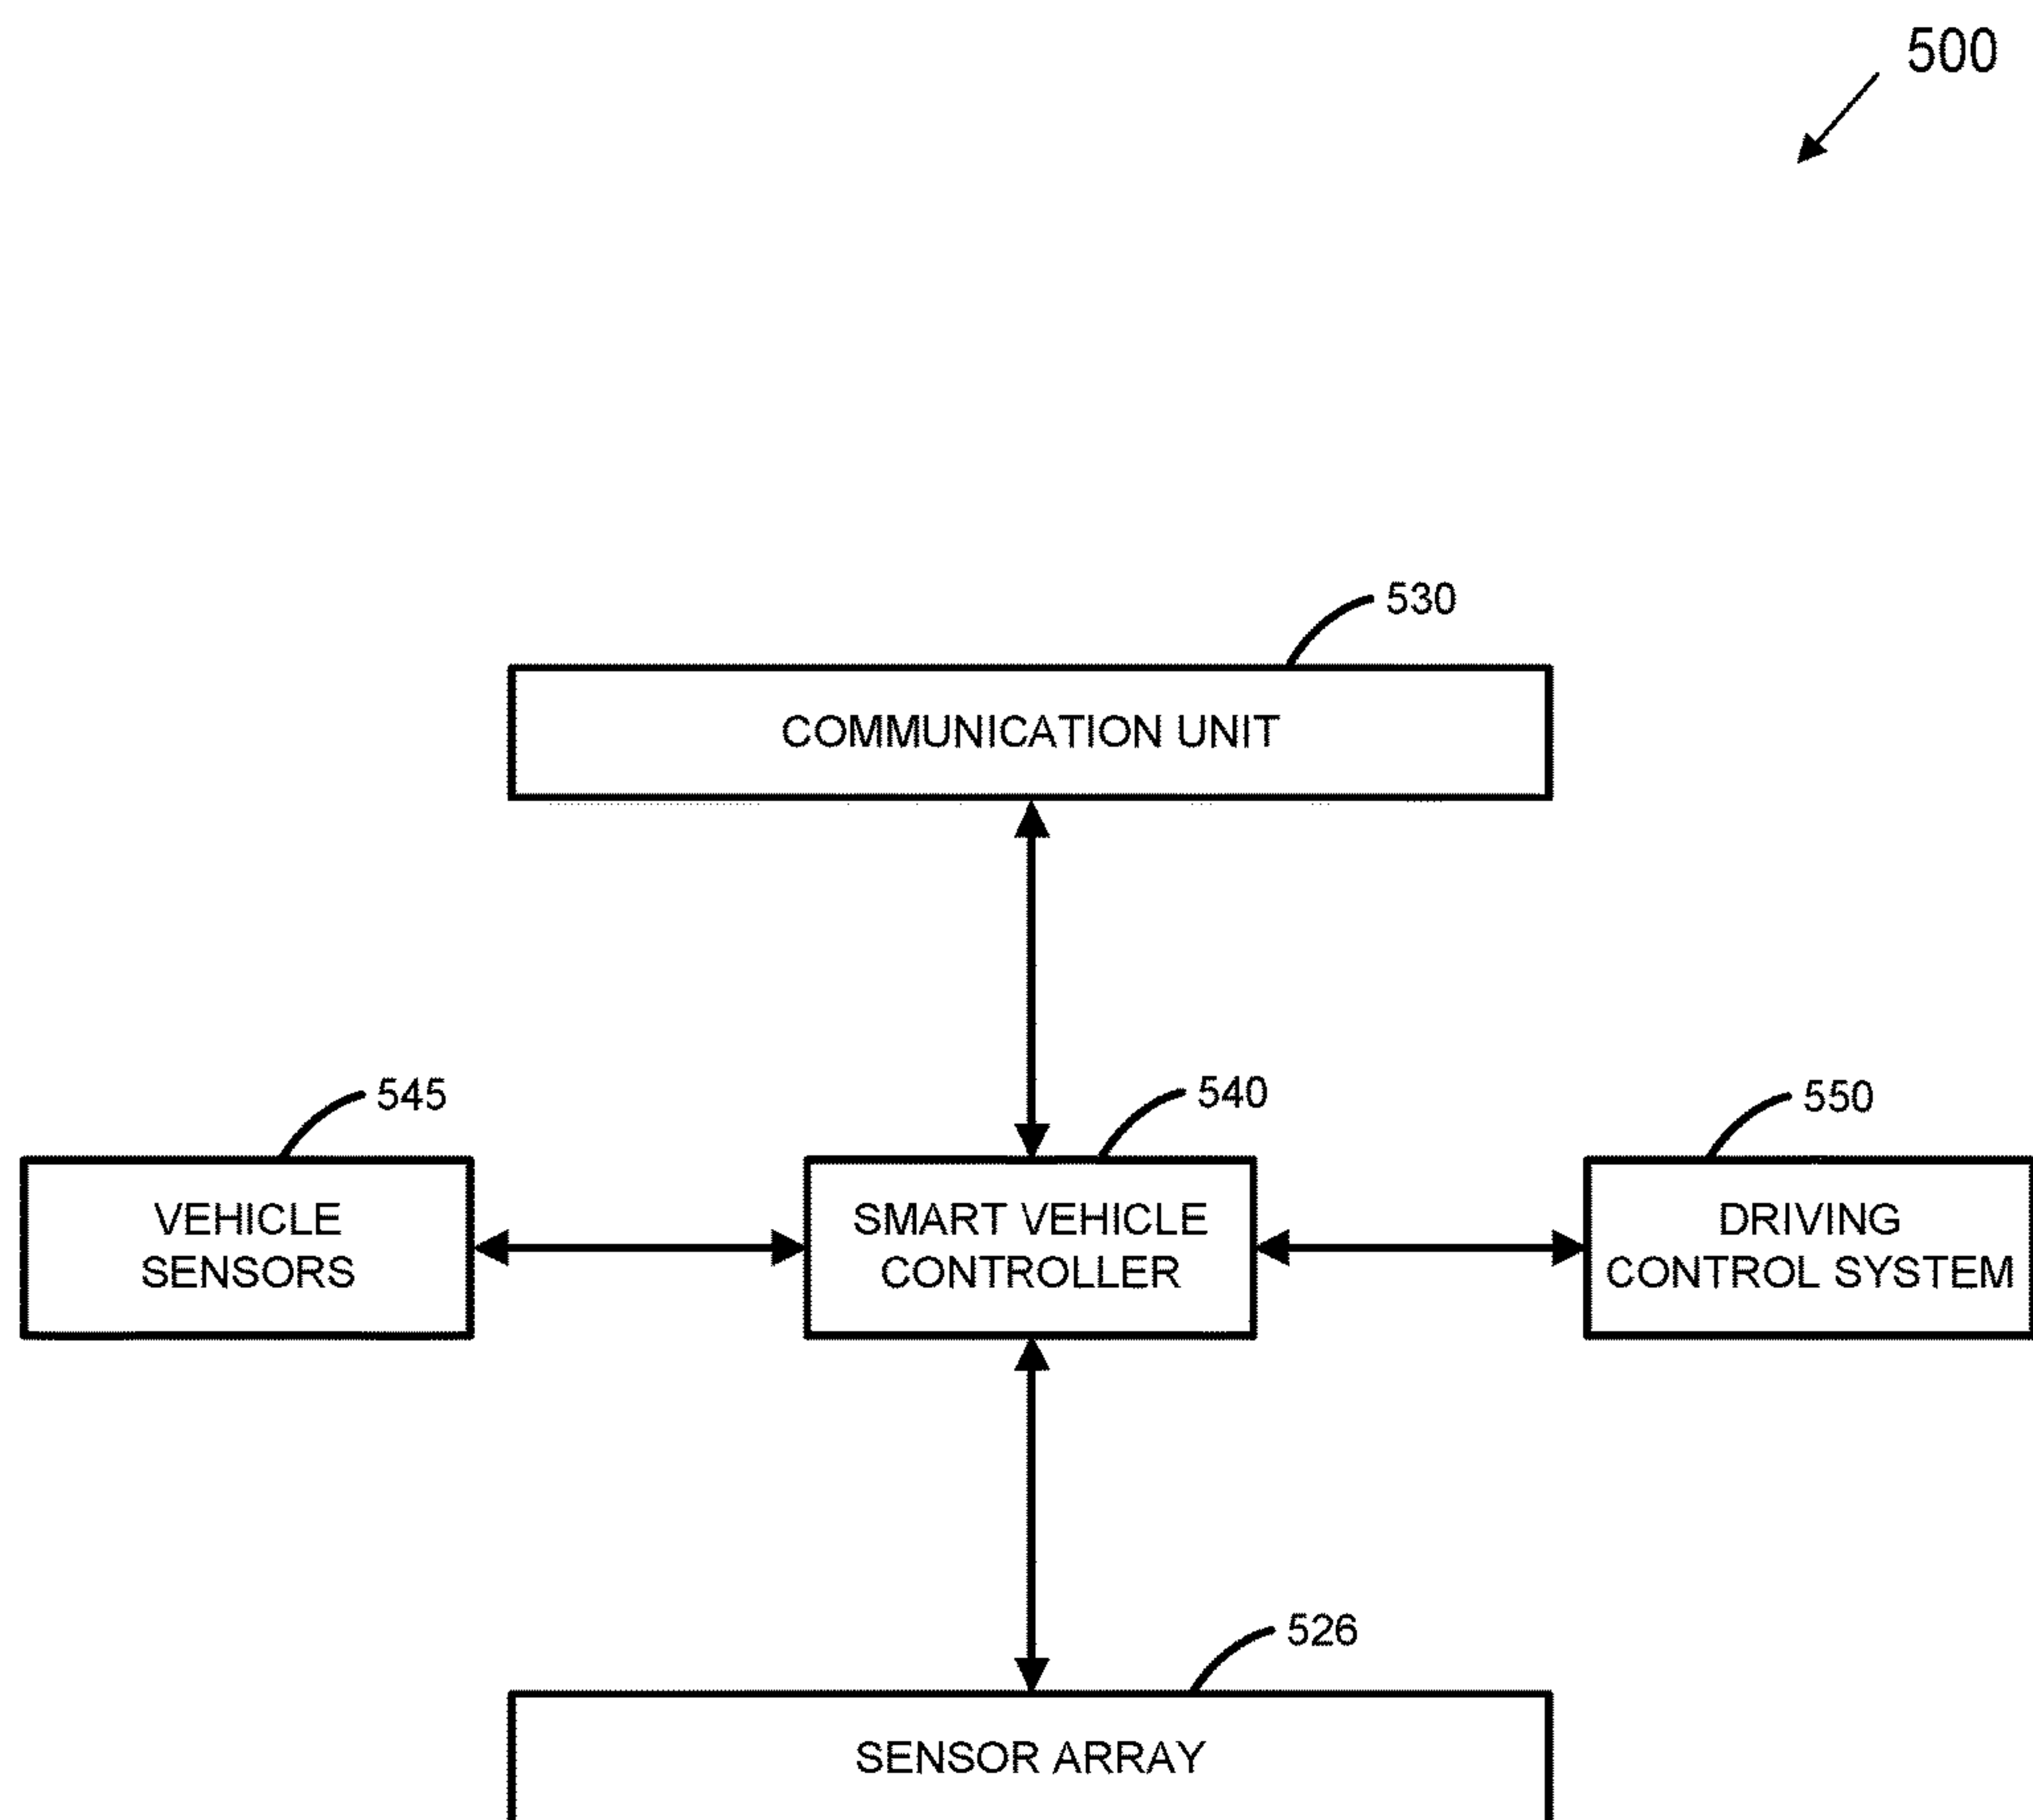 500
530
COMMUNICATION UNIT
545
540
550
VEHICLE
SENSORS
SMART VEHICLE
CONTROLLER
DRIVING
CONTROL SYSTEM
526
SENSOR ARRAY